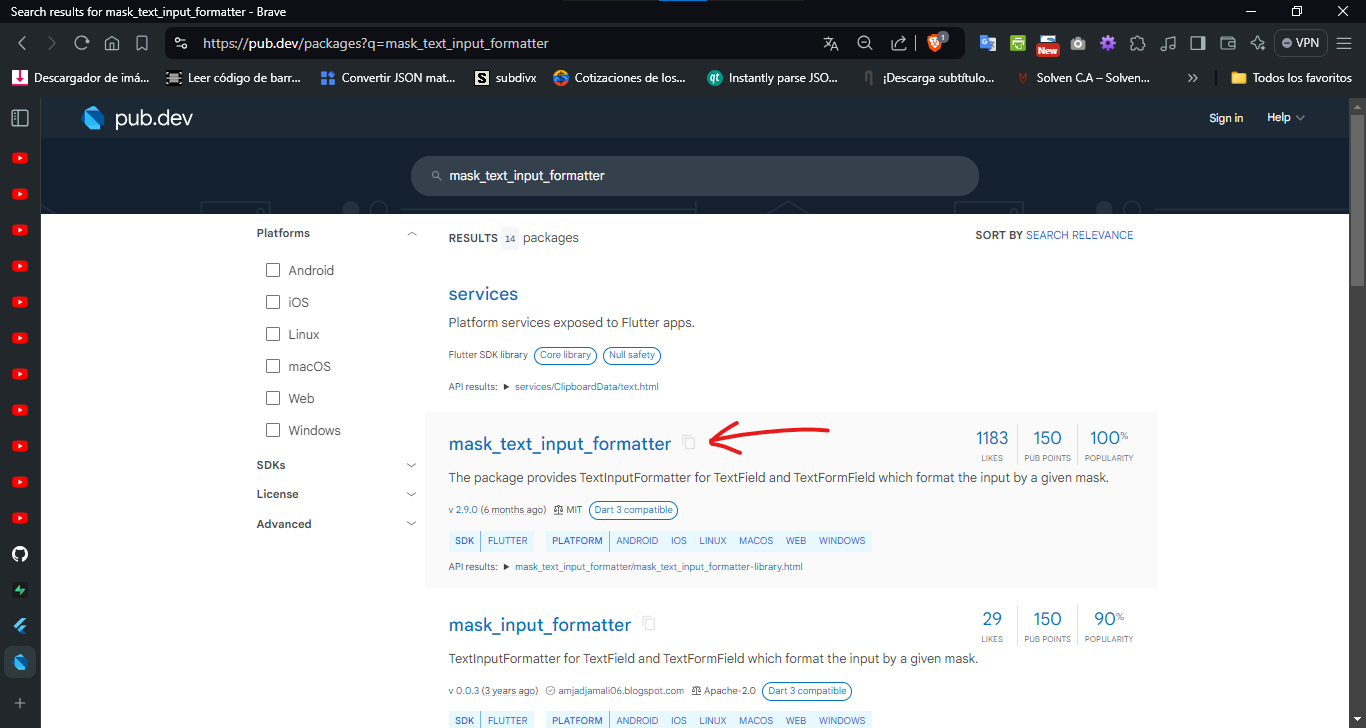 Search results for mask_text_input_formatter - Brave
https://pub.dev/packages?q=mask_text_input_formatter
1
New
VPN
Descargador de imá...
Leer código de barr...
Convertir JSON mat...
S subdivx
Cotizaciones de los...
qt Instantly parse JSO...
¡Descarga subtítulo...
Solven C.A – Solven...
»
Todos los favoritos
pub.dev
Sign in
Help
mask_text_input_formatter
Platforms
Android
iOS
Linux
macOS
Web
Windows
SDKs
License
Advanced
RESULTS 14 packages
SORT BY SEARCH RELEVANCE
services
Platform services exposed to Flutter apps.
Flutter SDK library Core library Null safety
API results: ▶ services/ClipboardData/text.html
mask_text_input_formatter
1183 LIKES
150 PUB POINTS
100% POPULARITY
The package provides TextInputFormatter for TextField and TextFormField which format the input by a given mask.
v 2.9.0 (6 months ago) MIT Dart 3 compatible
SDK FLUTTER PLATFORM ANDROID IOS LINUX MACOS WEB WINDOWS
API results: ▶ mask_text_input_formatter/mask_text_input_formatter-library.html
mask_input_formatter
29 LIKES
150 PUB POINTS
90% POPULARITY
TextInputFormatter for TextField and TextFormField which format the input by a given mask.
v 0.0.3 (3 years ago) amjadjamali06.blogspot.com Apache-2.0 Dart 3 compatible
SDK FLUTTER PLATFORM ANDROID IOS LINUX MACOS WEB WINDOWS